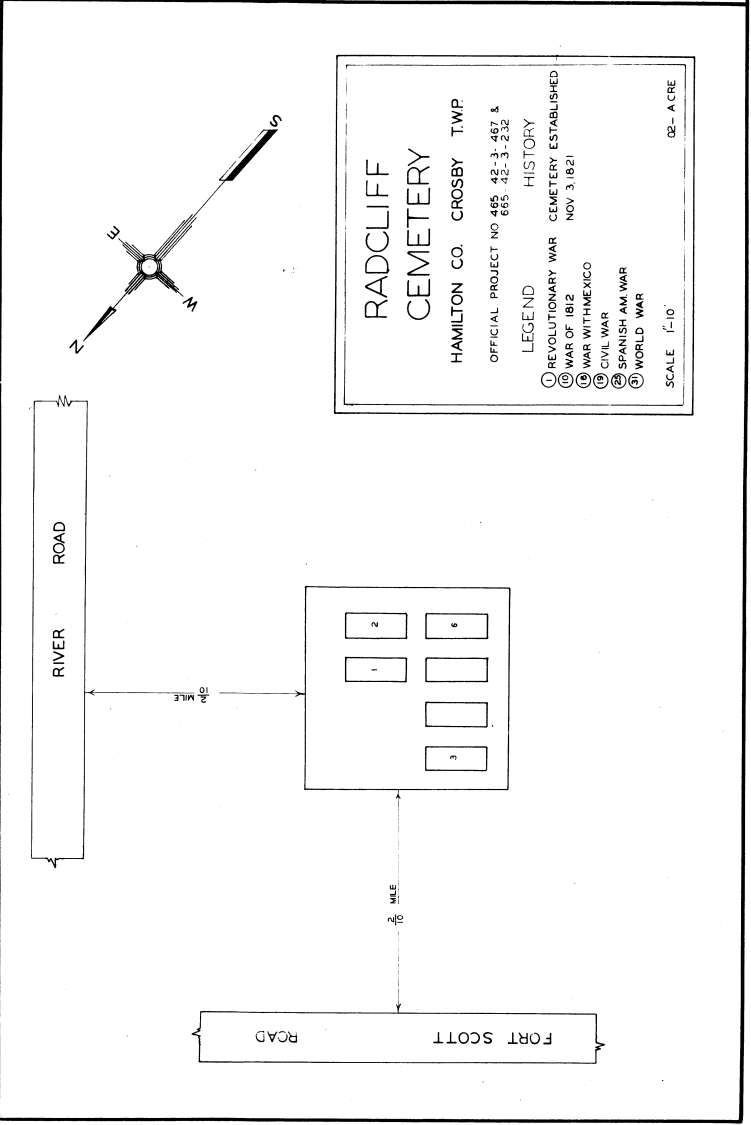 RIVER ROAD
N
E
W
S
2/10 MILE
1
2
3
6
2/10 MILE
FORT SCOTT ROAD
RADCLIFF
CEMETERY
HAMILTON CO. CROSBY T.W.P.
OFFICIAL PROJECT NO 465 42-3-467 &
665-42-3-232
LEGEND HISTORY
1 REVOLUTIONARY WAR CEMETERY ESTABLISHED
10 WAR OF 1812 NOV 3, 1821
18 WAR WITH MEXICO
19 CIVIL WAR
28 SPANISH AM. WAR
31 WORLD WAR
SCALE 1"-10' 02- ACRE